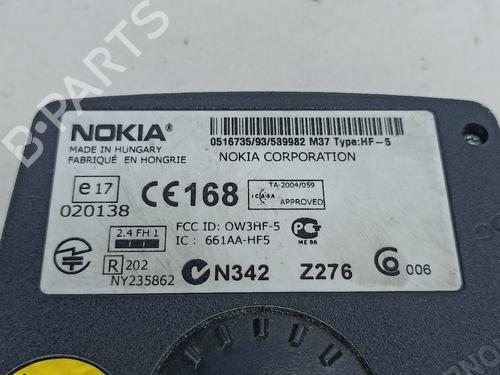 NOKIA®
MADE IN HUNGARY
FABRIQUÉ EN HONGRIE
0516735/93/589982 M37 Type:HF-5
NOKIA CORPORATION
e 17
020138
CE168
TA-2004/059
ICASA
APPROVED
2.4 FH 1
FCC ID: OW3HF-5
IC : 661AA-HF5
ME 96
R 202
NY235862
N342
Z276
006
B-PARTS